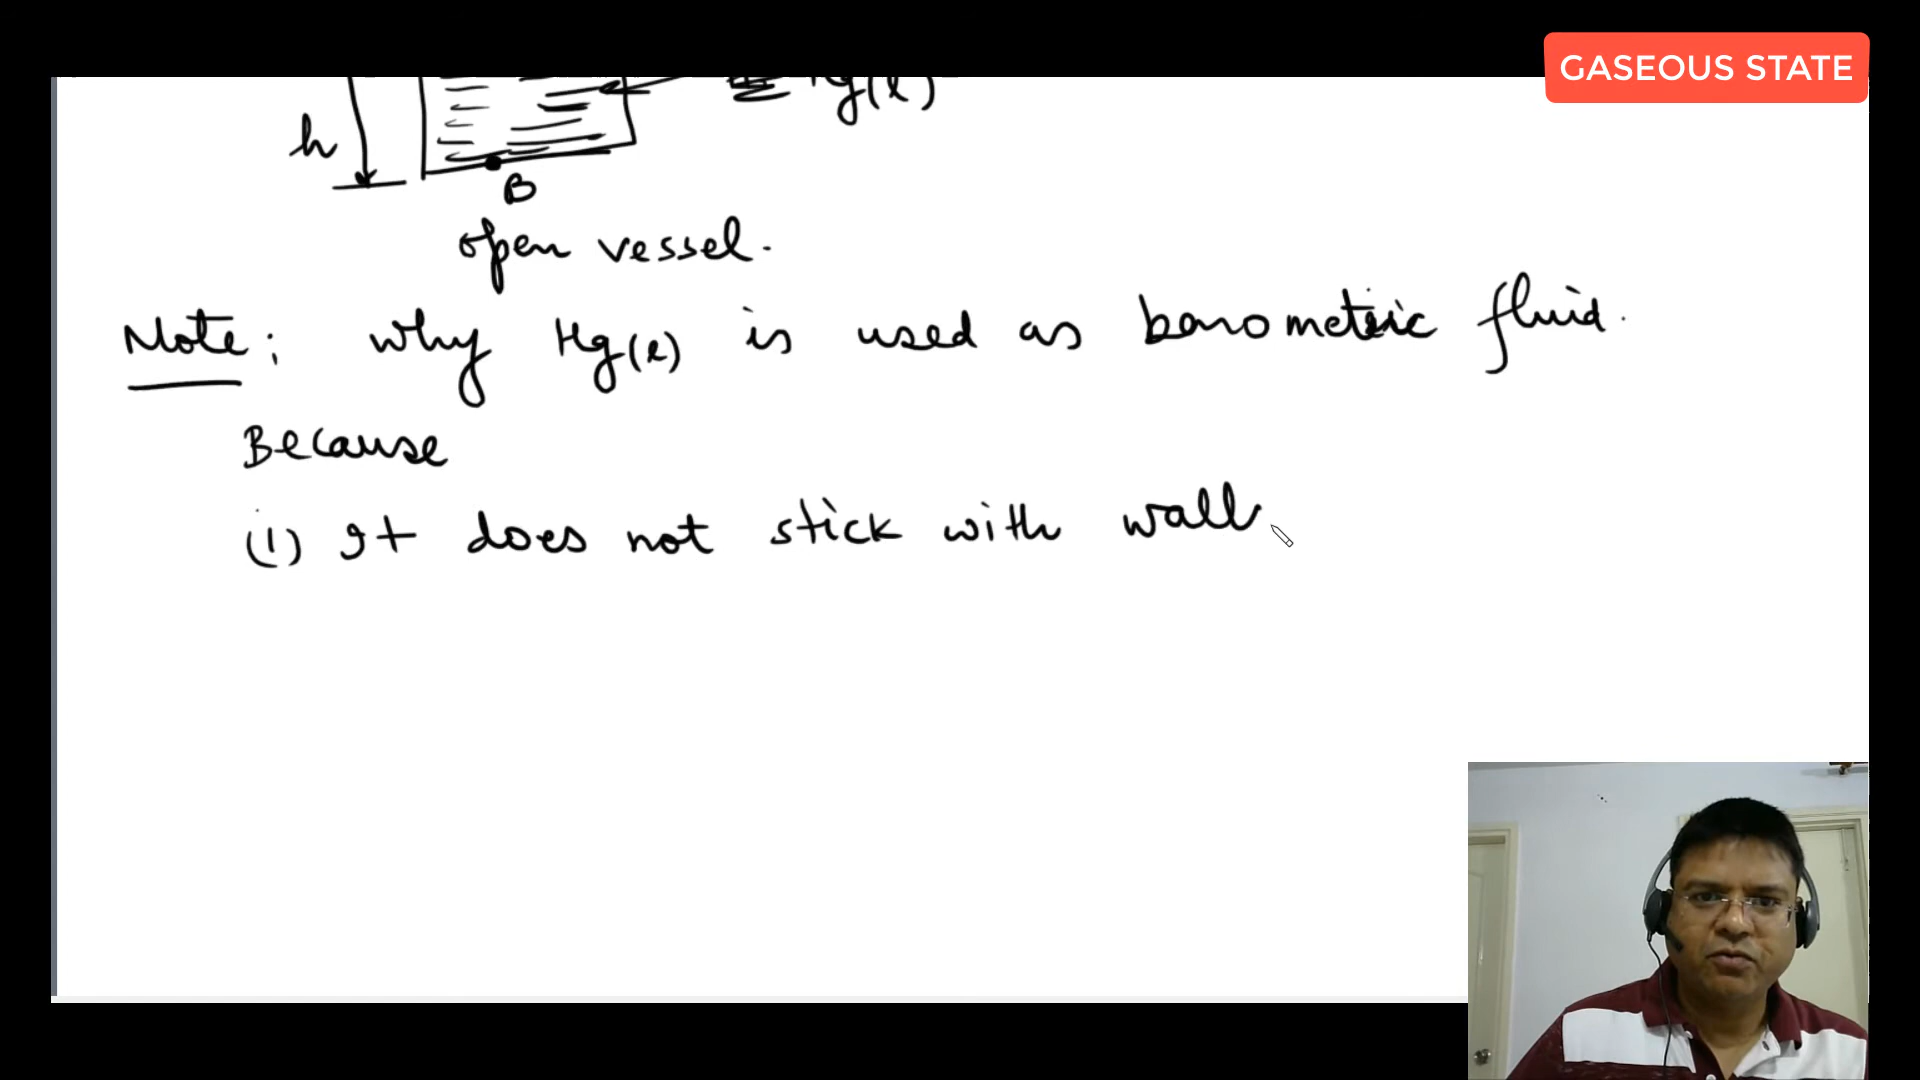 GASEOUS STATE
Hg(l)
h
B
open vessel.
Note: why Hg(l) is used as barometric fluid.
Because
(1) It does not stick with wall